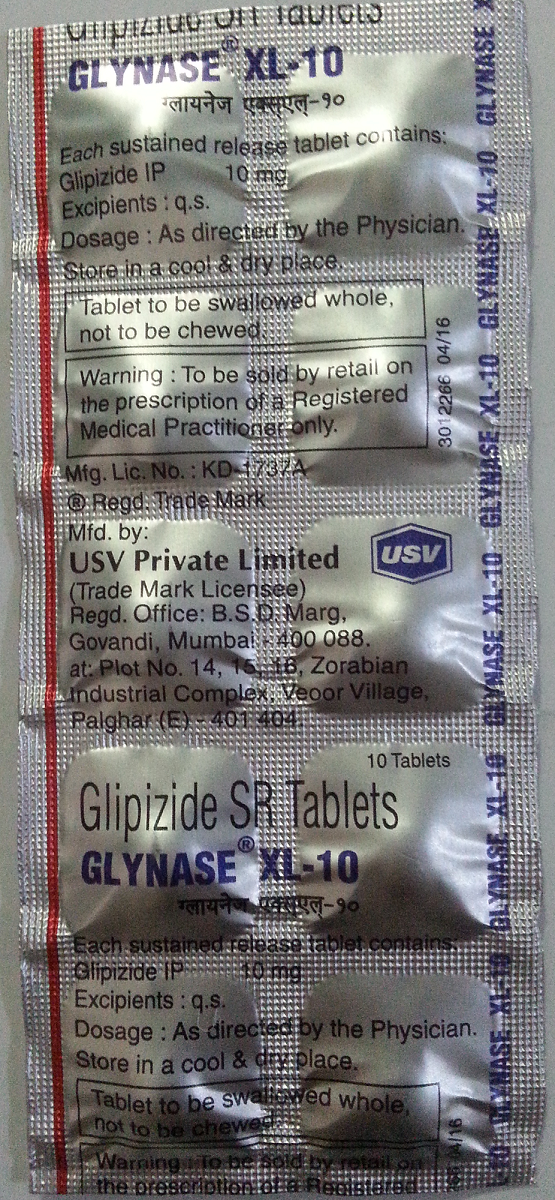 Glipizide SR Tablets
GLYNASE® XL-10
ग्लायनेज एक्सएल-१०
Each sustained release tablet contains:
Glipizide IP 10 mg
Excipients : q.s.
Dosage : As directed by the Physician.
Store in a cool & dry place.
Tablet to be swallowed whole,
not to be chewed.
Warning : To be sold by retail on
the prescription of a Registered
Medical Practitioner only.
3012266 04/16
Mfg. Lic. No. : KD-1737A
® Regd. Trade Mark
Mfd. by:
USV Private Limited
USV
(Trade Mark Licensee)
Regd. Office: B.S.D. Marg,
Govandi, Mumbai - 400 088.
at: Plot No. 14, 15, 16, Zorabian
Industrial Complex, Veoor Village,
Palghar (E) - 401 404.
10 Tablets
Glipizide SR Tablets
GLYNASE® XL-10
ग्लायनेज एक्सएल-१०
Each sustained release tablet contains:
Glipizide IP 10 mg
Excipients : q.s.
Dosage : As directed by the Physician.
Store in a cool & dry place.
Tablet to be swallowed whole,
not to be chewed.
Warning : To be sold by retail on
the prescription of a Registered
66 04/16
GLYNASE XL-10 GLYNASE XL-10 GLYNASE XL-10 GLYNASE XL-10 GLYNASE XL-10 GLYNASE X